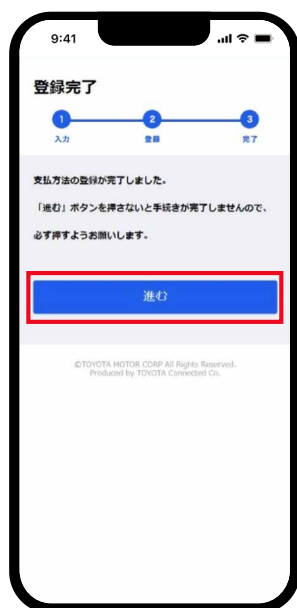 9:41
登録完了
1 2 3
入力 登録 完了
支払方法の登録が完了しました。
「進む」ボタンを押さないと手続きが完了しませんので、
必ず押すようお願いします。
進む
©TOYOTA MOTOR CORP All Rights Reserved.
Produced by TOYOTA Connected Co.